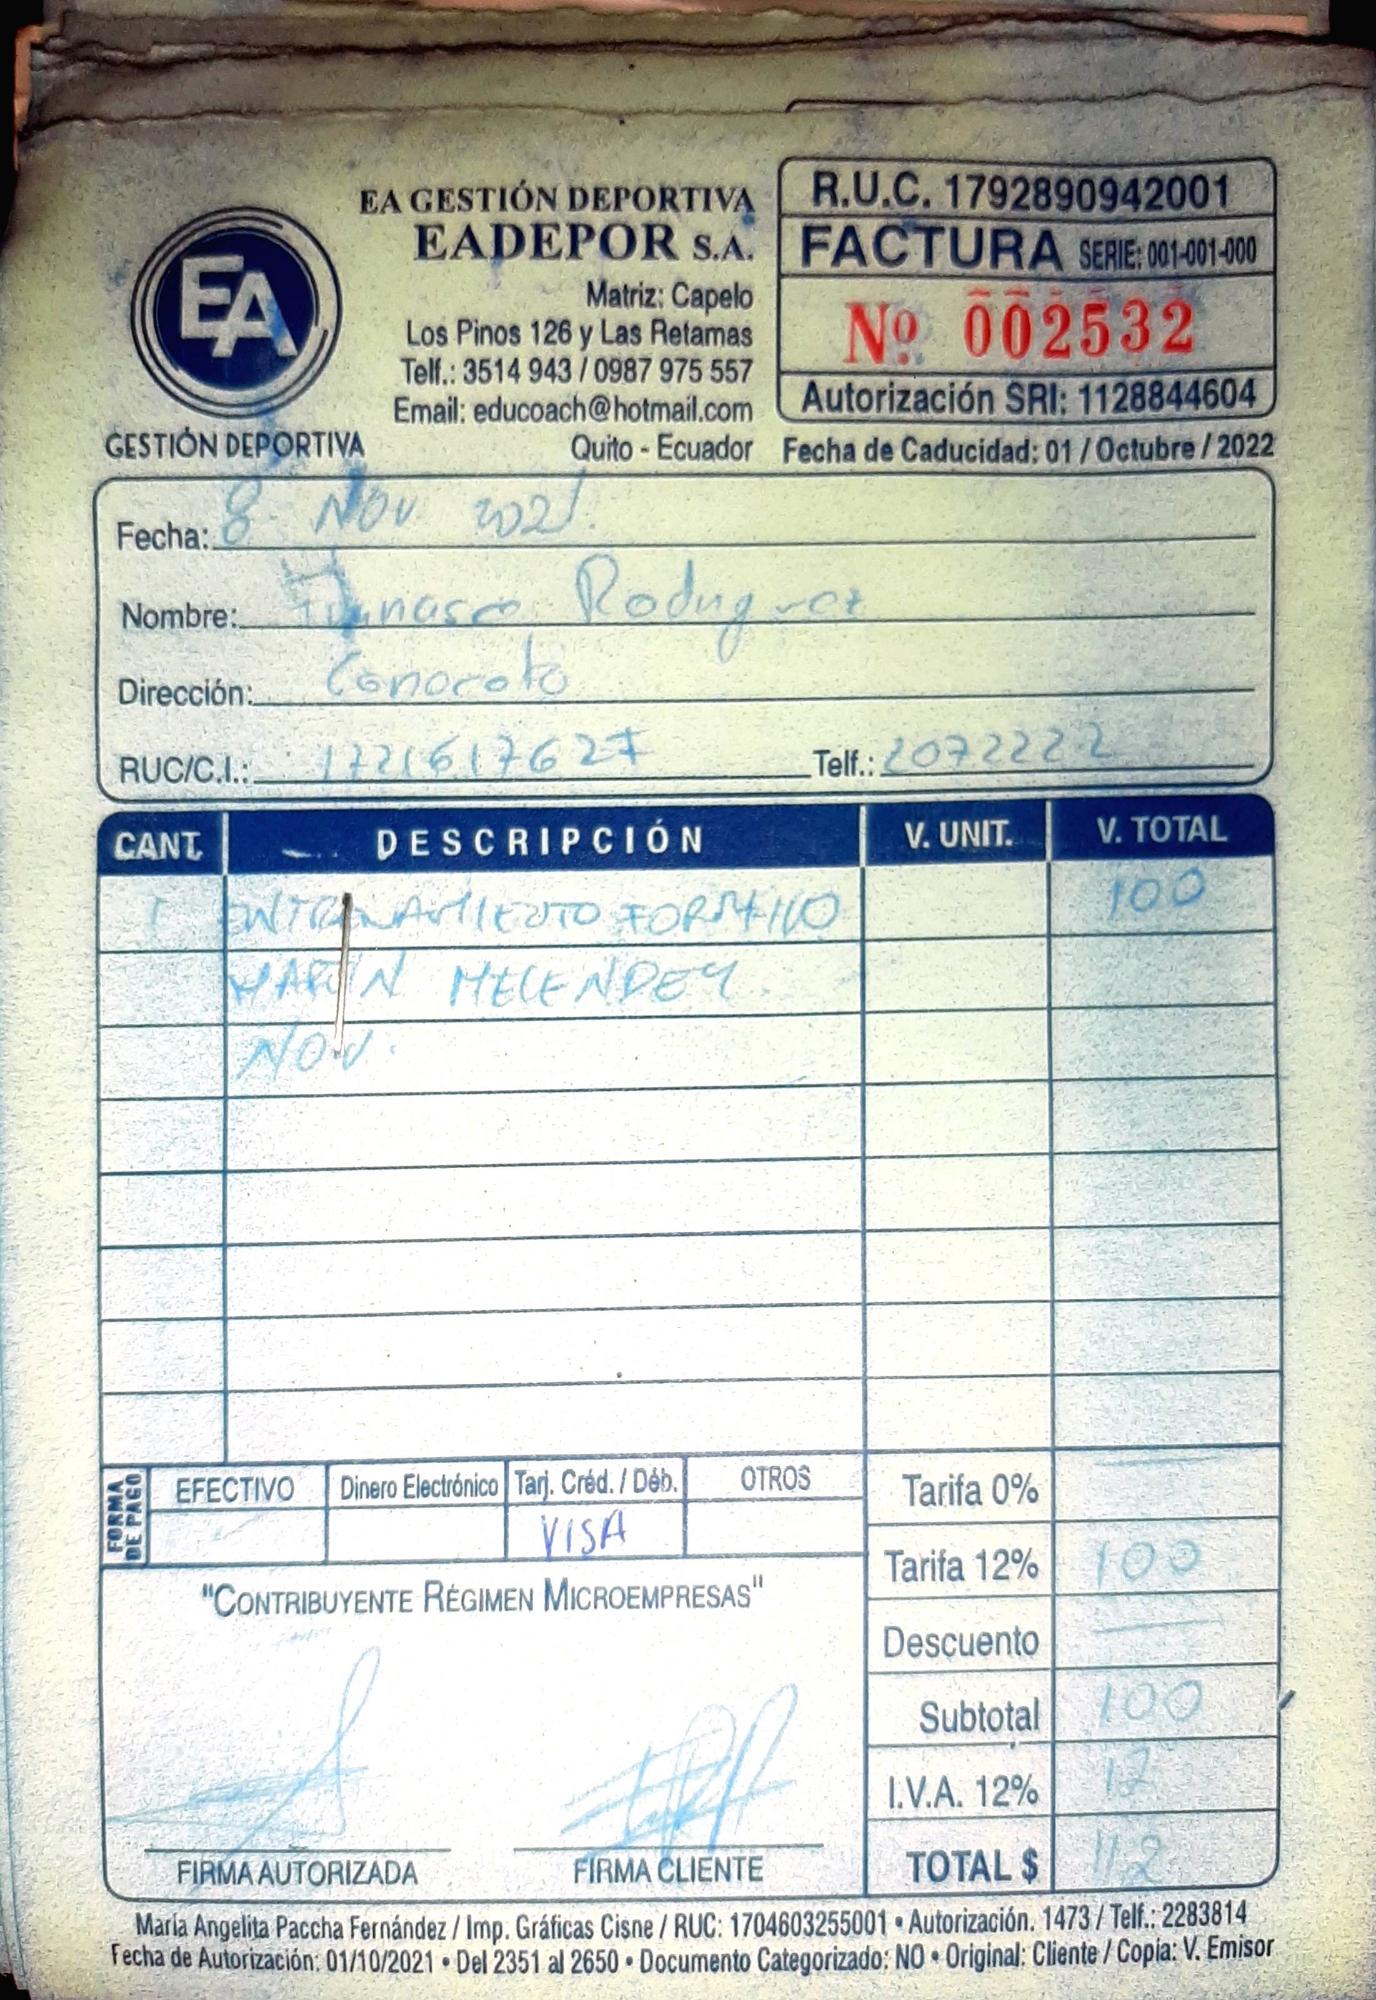 EA GESTIÓN DEPORTIVA
EADEPOR S.A.
Matriz: Capelo
Los Pinos 126 y Las Retamas
Telf.: 3514 943 / 0987 975 557
Email: educoach@hotmail.com
Quito - Ecuador
EA
GESTIÓN DEPORTIVA
R.U.C. 1792890942001
FACTURA SERIE: 001-001-000
Nº 002532
Autorización SRI: 1128844604
Fecha de Caducidad: 01 / Octubre / 2022
Fecha: 8 Nov 2021
Nombre: Rodriguez
Dirección: Conocoto
RUC/C.I.: 1721617627 Telf.: 2072222
CANT. DESCRIPCIÓN V. UNIT. V. TOTAL
1 ENTRENAMIENTO FORMATIVO 100
MARTIN MELENDEZ
NOV.
FORMA DE PAGO
EFECTIVO Dinero Electrónico Tarj. Créd. / Déb. OTROS
VISA
Tarifa 0%
Tarifa 12% 100
Descuento
Subtotal 100
I.V.A. 12% 12
TOTAL $ 112
"CONTRIBUYENTE RÉGIMEN MICROEMPRESAS"
FIRMA AUTORIZADA FIRMA CLIENTE
María Angelita Paccha Fernández / Imp. Gráficas Cisne / RUC: 1704603255001 • Autorización. 1473 / Telf.: 2283814
Fecha de Autorización: 01/10/2021 • Del 2351 al 2650 • Documento Categorizado: NO • Original: Cliente / Copia: V. Emisor